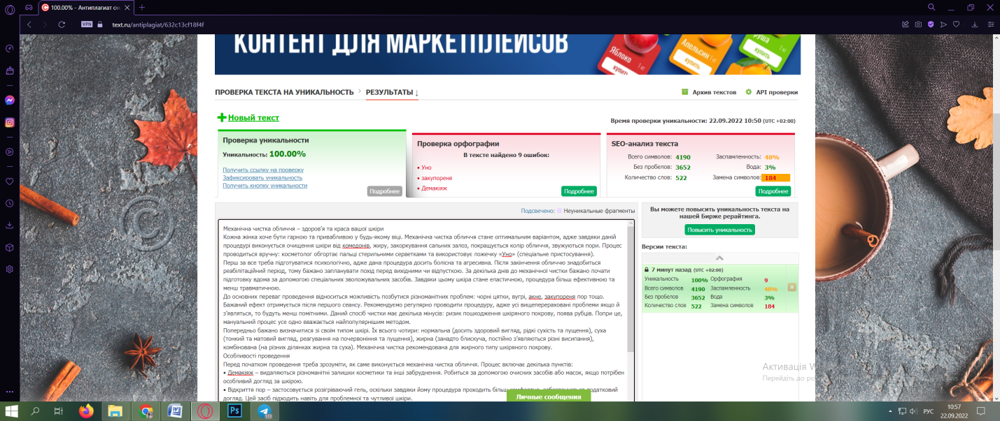 100.00% - Антиплагиат он
text.ru/antiplagiat/632c13cf18f4f
VPN
КОНТЕНТ ДЛЯ МАРКЕТПЛЕЙСОВ
Яблоко 1 кг
купить
Апельсин 1 кг
купить
груша 1 кг
купить
ПРОВЕРКА ТЕКСТА НА УНИКАЛЬНОСТЬ > РЕЗУЛЬТАТЫ ↓
Архив текстов
API проверки
Новый текст
Время проверки уникальности: 22.09.2022 10:50 (UTC +02:00)
Проверка уникальности
Уникальность: 100.00%
Получить ссылку на проверку
Зафиксировать уникальность
Получить кнопку уникальности
Подробнее
Проверка орфографии
В тексте найдено 9 ошибок:
• Уно
• закупореня
• Демакіяж
Подробнее
SEO-анализ текста
Всего символов: 4190 Заспамленность: 48%
Без пробелов: 3652 Вода: 3%
Количество слов: 522 Замена символов: 184
Подробнее
Подсвечено: Неуникальные фрагменты
Механічна чистка обличчя – здоров'я та краса вашої шкіри
Кожна жінка хоче бути гарною та привабливою у будь-якому віці. Механічна чистка обличчя стане оптимальним варіантом, адже завдяки даній
процедурі виконується очищення шкіри від комедонів, жиру, закоркування сальних залоз, покращується колір обличчя, звужуються пори. Процес
проводиться вручну: косметолог обгортає пальці стерильними серветками та використовує ложечку «Уно» (спеціальне пристосування).
Перш за все треба підготуватися психологічно, адже дана процедура досить болісна та агресивна. Після закінчення обличчю знадобиться
реабілітаційний період, тому бажано запланувати похід перед вихідними чи відпусткою. За декілька днів до механічної чистки бажано почати
підготовку вдома за допомогою спеціальних зволожувальних засобів. Завдяки цьому шкіра стане еластичною, процедура більш ефективною та
менш травматичною.
До основних переваг проведення відноситься можливість позбутися різноманітних проблем: чорні цятки, вугрі, акне, закупореня пор тощо.
Бажаний ефект отримується після першого сеансу. Рекомендуємо регулярно проводити процедуру, адже усі вищеперераховані проблеми якщо й
з'являться, то будуть менш помітними. Даний спосіб чистки має декілька мінусів: ризик пошкодження шкіряного покрову, поява рубців. Попри це,
мануальний процес усе одно вважається найпопулярнішим методом.
Попередньо бажано визначитися зі своїм типом шкірі. Їх всього чотири: нормальна (досить здоровий вигляд, рідкі сухість та лущення), суха
(тонкий та матовий вигляд, реагування на почервоніння та лущення), жирна (занадто блискуча, постійно з'являються різні висипання),
комбінована (на різних ділянках жирна та суха). Механічна чистка рекомендована для жирного типу шкіряного покрову.
Особливості проведення
Перед початком проведення треба зрозуміти, як саме виконується механічна чистка обличчя. Процес включає декілька пунктів:
• Демакіяж – видаляються різноманітні залишки косметики та інші забруднення. Робиться за допомогою очисних засобів або масок, якщо потрібен
особливий догляд за шкірою.
• Відкриття пор – застосовується розігріваючий гель, оскільки завдяки йому процедура проходить більш комфортно, забезпечується додатковий
догляд. Цей засіб підходить навіть для проблемної та чутливої шкіри.
Вы можете повысить уникальность текста на
нашей Бирже рерайтинга.
Повысить уникальность
Версии текста:
7 минут назад (UTC +02:00)
Уникальность 100% Орфография 9
Всего символов 4190 Заспамленность 48%
Без пробелов 3652 Вода 3%
Количество слов 522 Замена символов 184
Личные сообщения
Активація W
Перейдіть до ро
РУС
10:57
22.09.2022